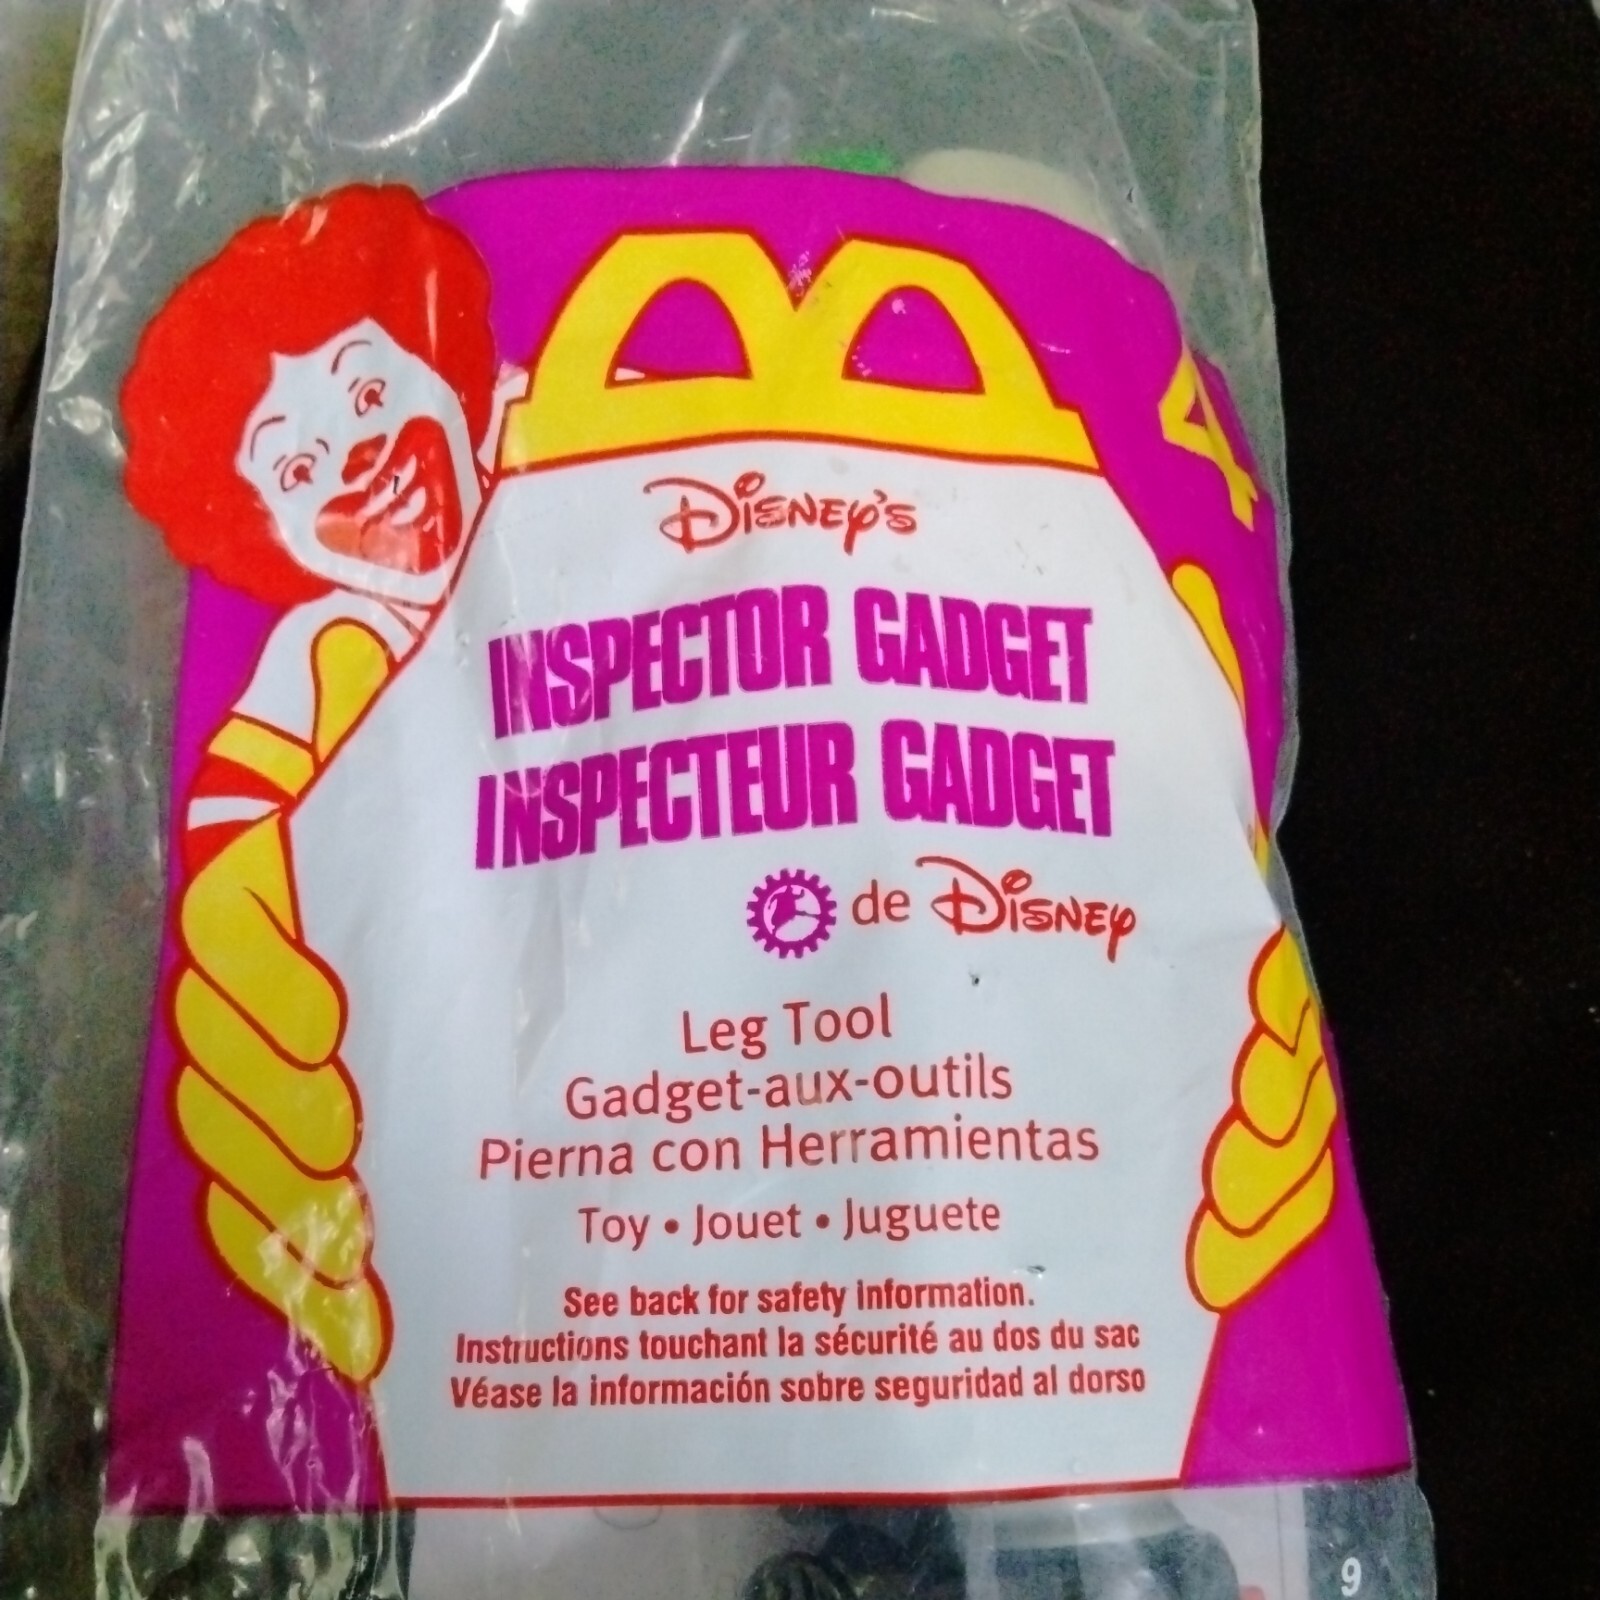 4
DISNEY'S
INSPECTOR GADGET
INSPECTEUR GADGET
de DISNEY
Leg Tool
Gadget-aux-outils
Pierna con Herramientas
Toy • Jouet • Juguete
See back for safety information.
Instructions touchant la sécurité au dos du sac
Véase la información sobre seguridad al dorso
9